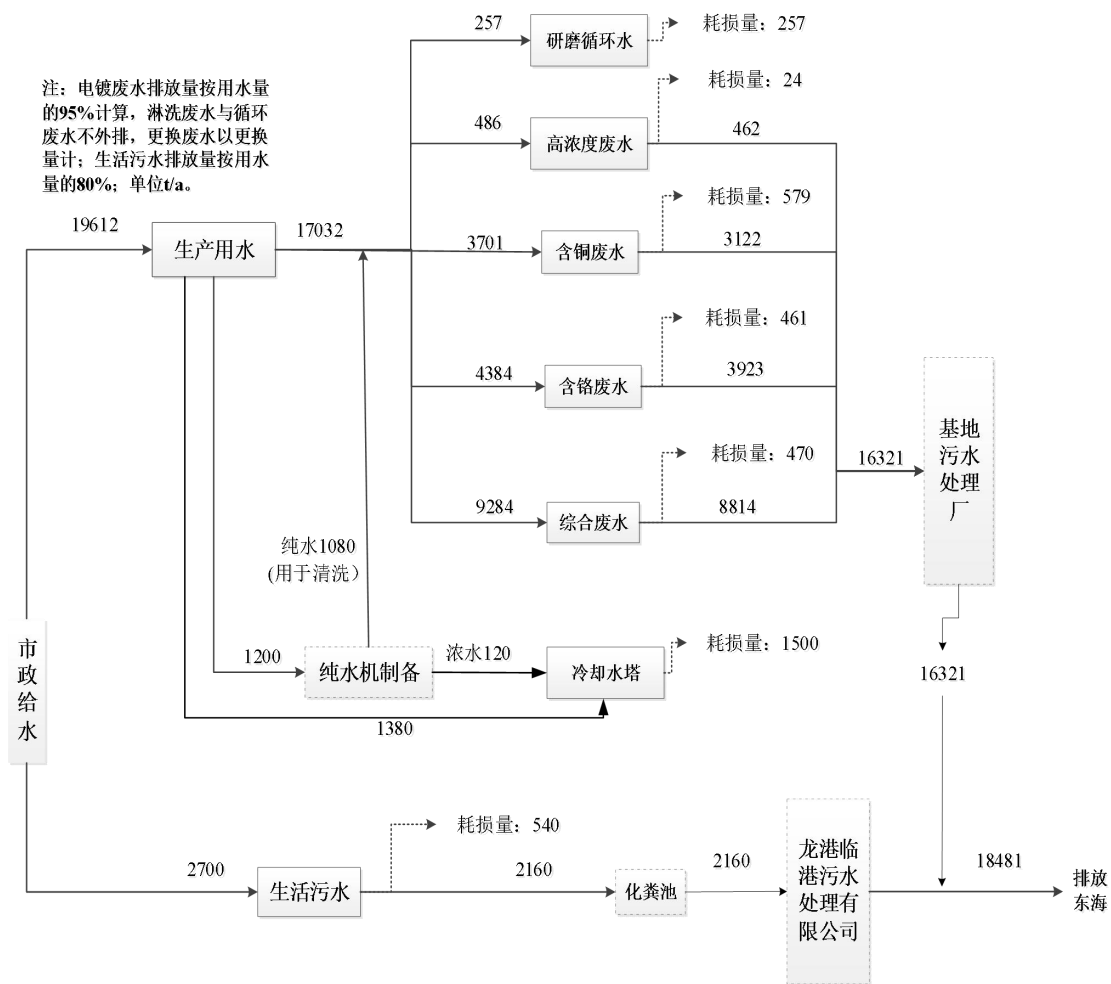 257
研磨循环水
耗损量：257
注：电镀废水排放量按用水量
的95%计算，淋洗废水与循环
废水不外排，更换废水以更换
量计；生活污水排放量按用水
量的80%；单位t/a。
耗损量：24
486
高浓度废水
462
耗损量：579
19612
生产用水
17032
3701
含铜废水
3122
耗损量：461
4384
含铬废水
3923
基地
污水
处理
厂
耗损量：470
16321
9284
综合废水
8814
纯水1080
(用于清洗）
市
政
给
水
1200
纯水机制备
浓水120
冷却水塔
耗损量：1500
16321
1380
耗损量：540
2700
生活污水
2160
化粪池
2160
龙港临
港污水
处理有
限公司
18481
排放
东海